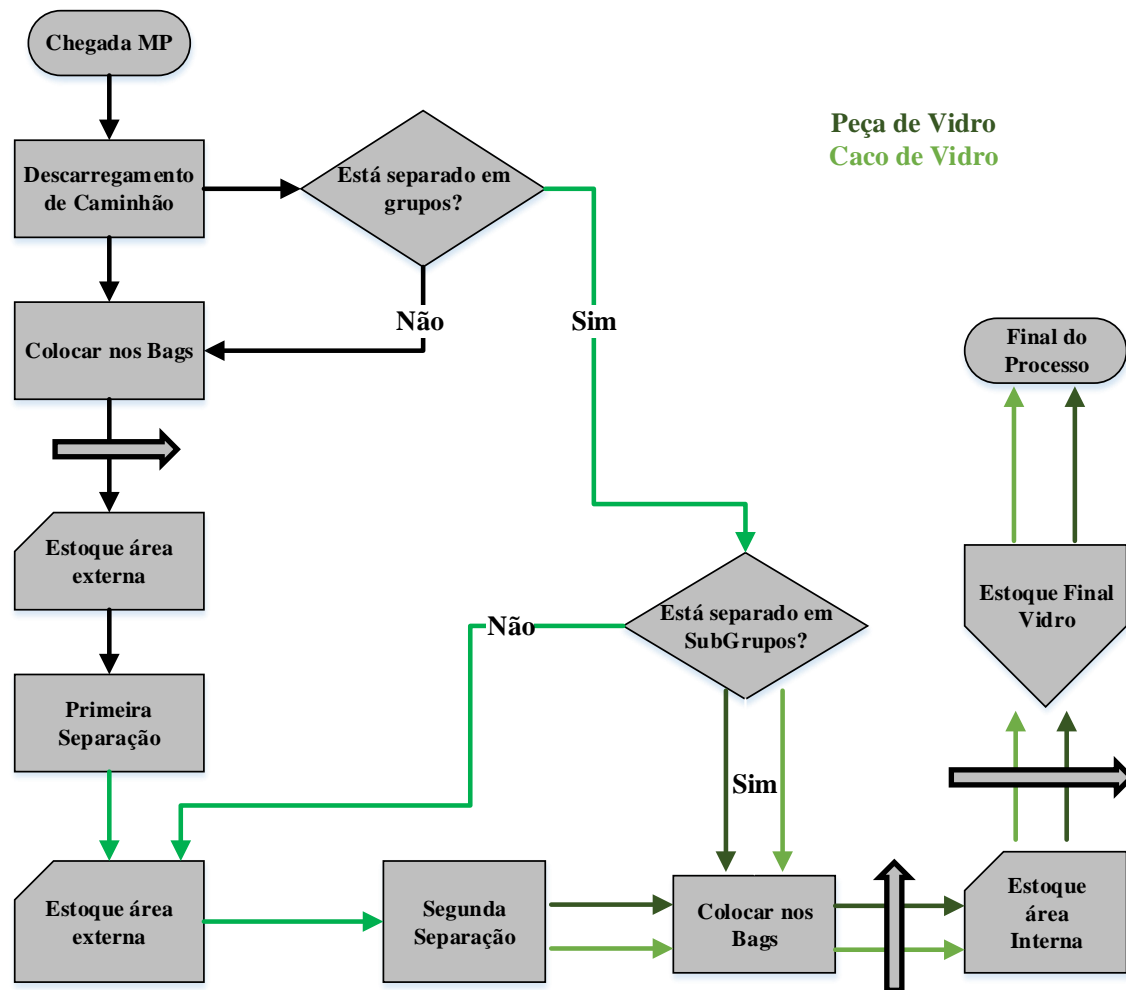 Chegada MP
Peça de Vidro
Caco de Vidro
Descarregamento
de Caminhão
Está separado em
grupos?
Não
Sim
Colocar nos Bags
Final do
Processo
Estoque área
externa
Estoque Final
Vidro
Está separado em
SubGrupos?
Não
Primeira
Separação
Sim
Estoque área
externa
Segunda
Separação
Colocar nos
Bags
Estoque
área
Interna